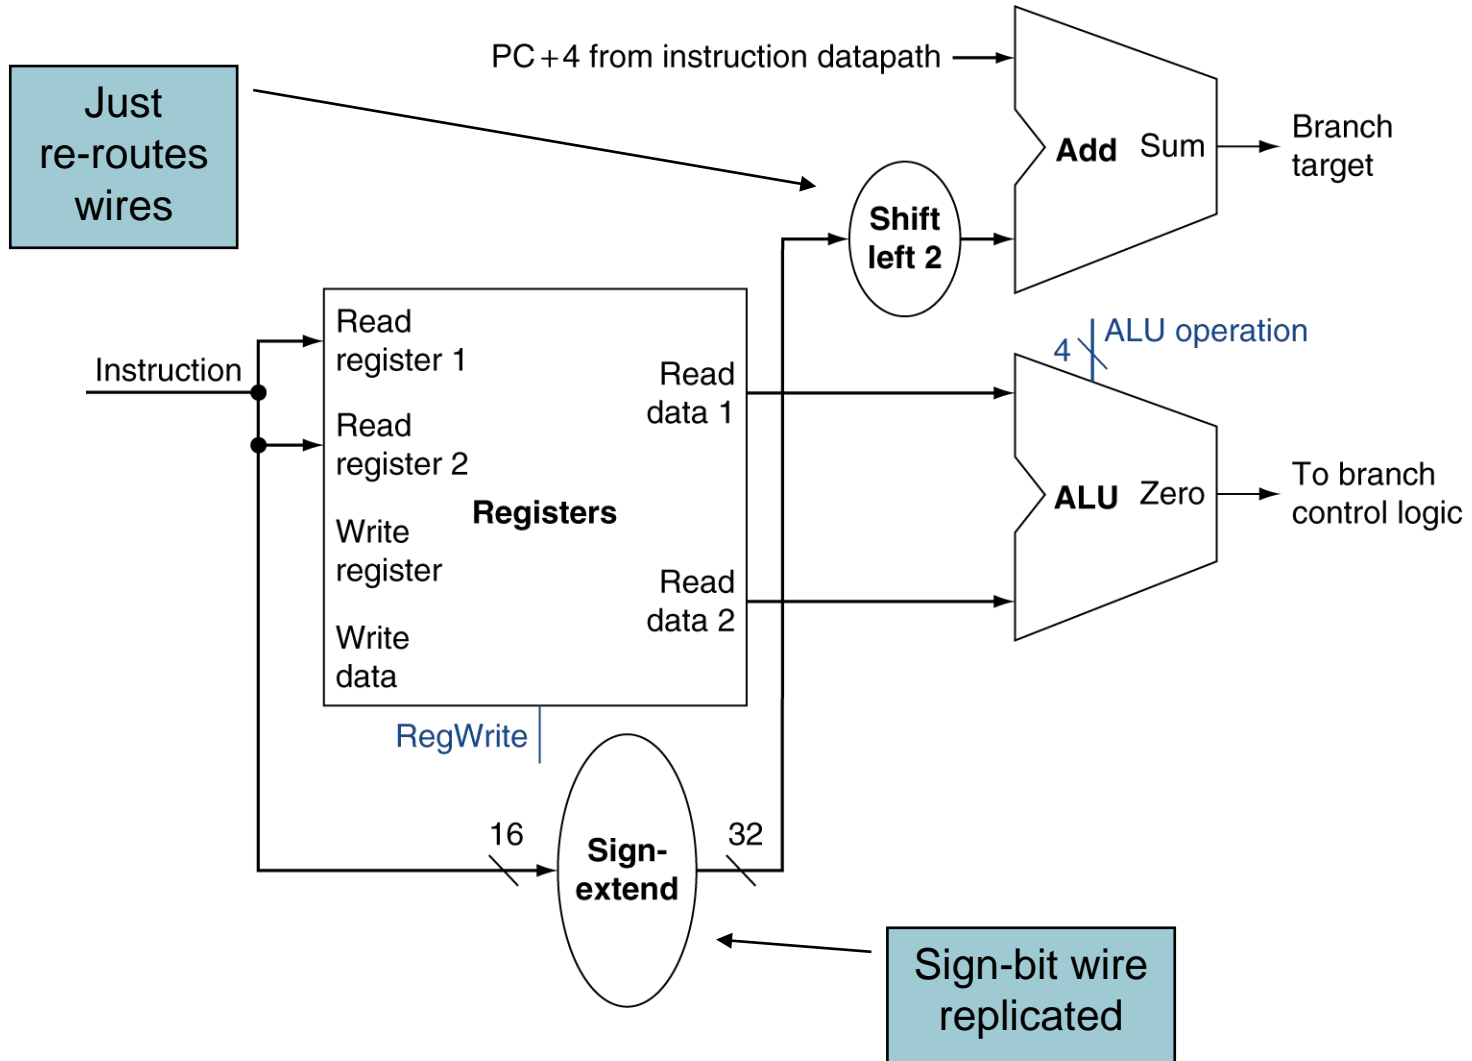 PC+4 from instruction datapath
Just
re-routes
wires
Add
Sum
Branch
target
Shift
left 2
Instruction
Read
register 1
Read
register 2
Write
register
Write
data
Registers
Read
data 1
Read
data 2
4
ALU operation
ALU
Zero
To branch
control logic
RegWrite
16
Sign-
extend
32
Sign-bit wire
replicated